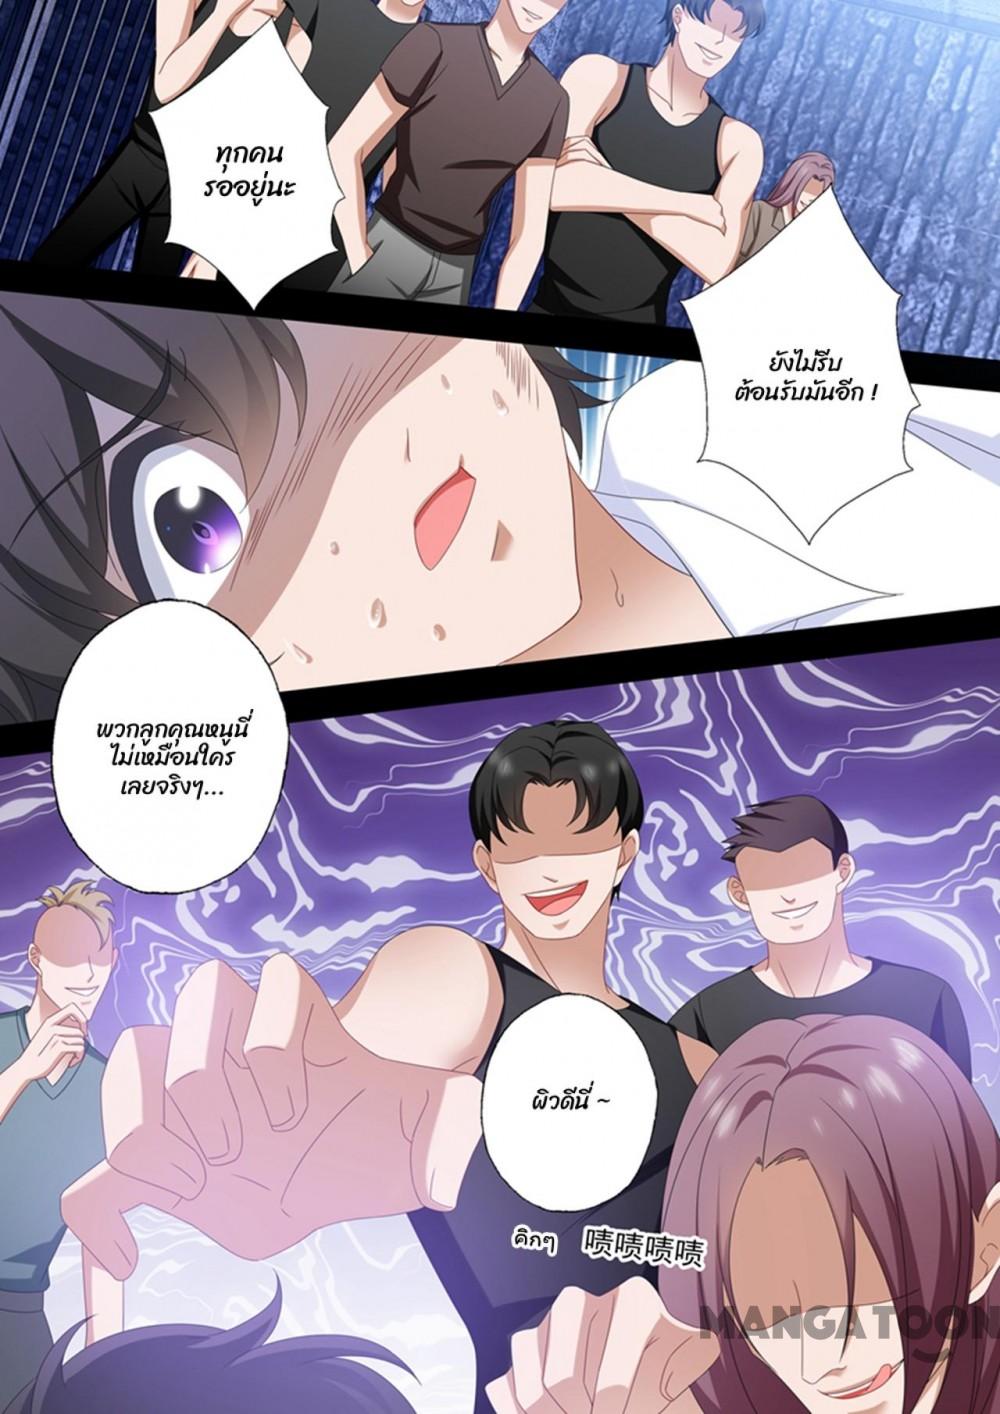 ทุกคน
รออยู่นะ
ยังไม่รีบ
ต้อนรับมันอีก !
พวกลูกคุณหนูนี่
ไม่เหมือนใคร
เลยจริงๆ...
ผิวดีนี่ ~
คิกๆ 啧啧啧啧
MANGATOON